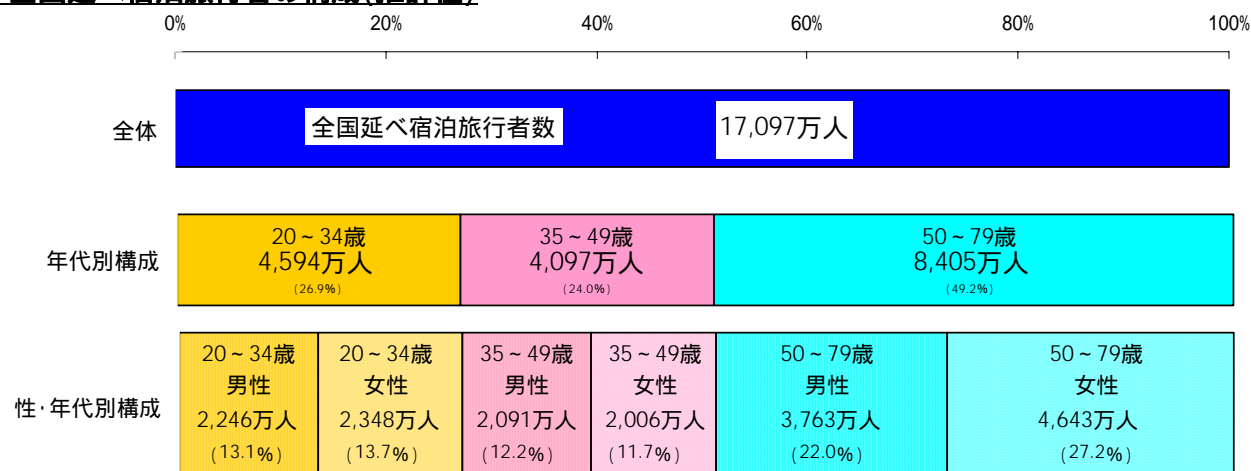 0% 20% 40% 60% 80% 100%
全体
全国延べ宿泊旅行者数 17,097万人
年代別構成
20～34歳 35～49歳 50～79歳
4,594万人 4,097万人 8,405万人
(26.9%) (24.0%) (49.2%)
性･年代別構成
20～34歳 20～34歳 35～49歳 35～49歳 50～79歳 50～79歳
男性 女性 男性 女性 男性 女性
2,246万人 2,348万人 2,091万人 2,006万人 3,763万人 4,643万人
(13.1%) (13.7%) (12.2%) (11.7%) (22.0%) (27.2%)